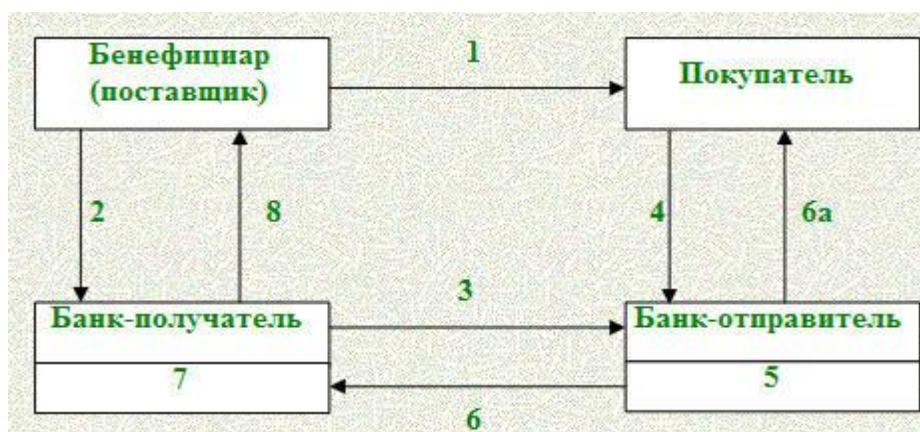 Бенефициар
(поставщик)
1
Покупатель
2
8
4
6а
3
Банк-получатель
Банк-отправитель
7
5
6